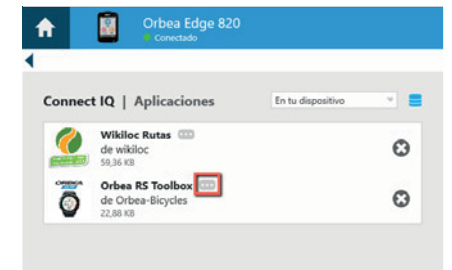 Orbea Edge 820
Conectado
Connect IQ | Aplicaciones
En tu dispositivo
Wikiloc Rutas
de wikiloc
59,36 KB
Orbea RS Toolbox
de Orbea-Bicycles
22,88 KB